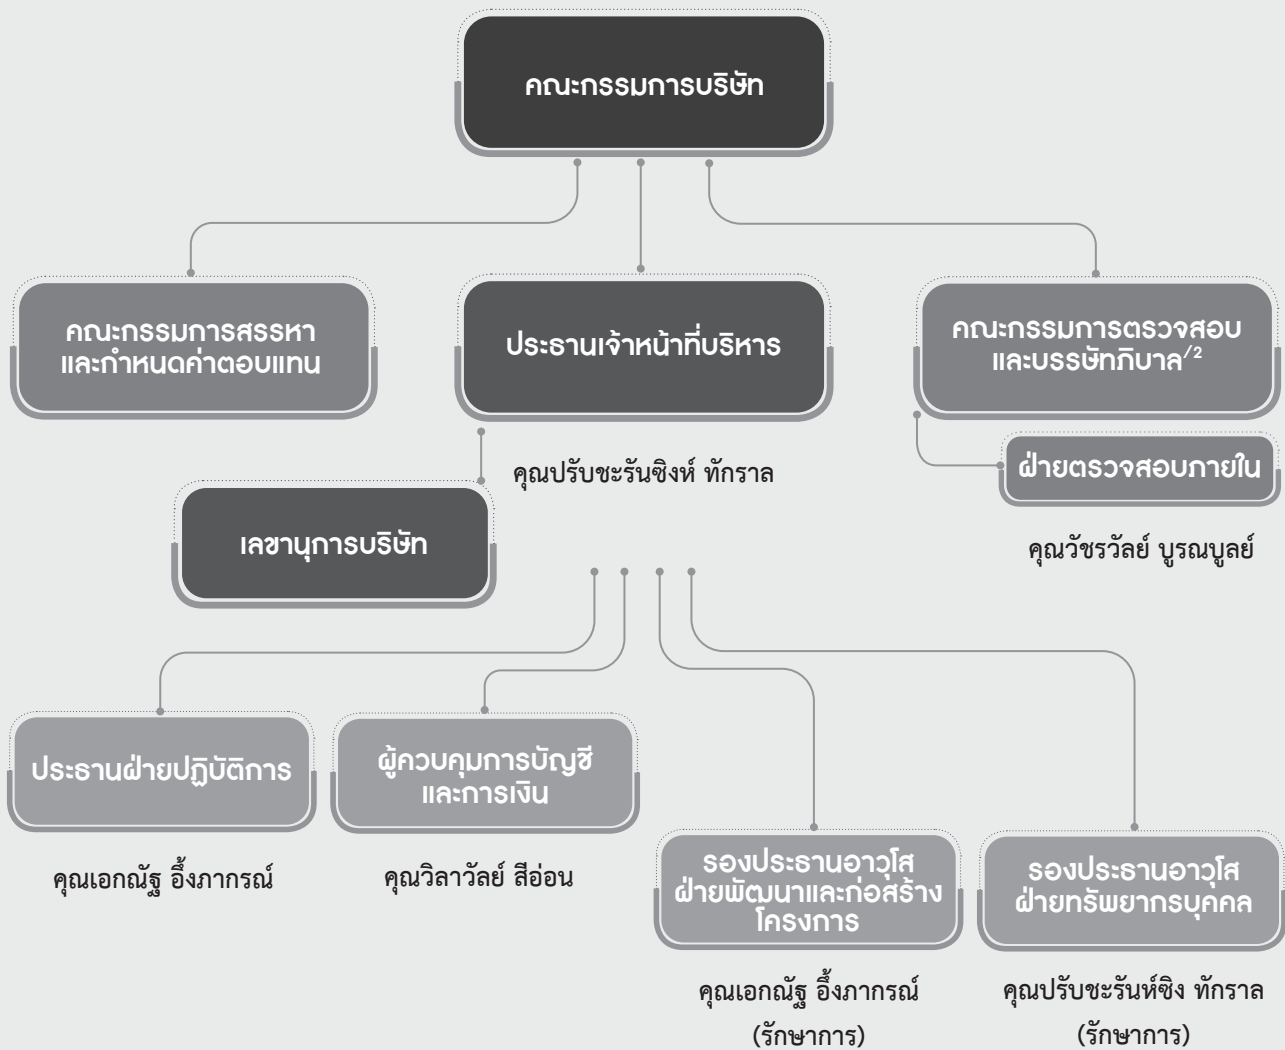 คณะกรรมการบริษัท
คณะกรรมการสรรหา
และกำหนดค่าตอบแทน
ประธานเจ้าหน้าที่บริหาร
คณะกรรมการตรวจสอบ
และบรรษัทภิบาล/2
คุณปรับชะรันซิงห์ ทักราล
ฝ่ายตรวจสอบภายใน
คุณวัชรวัลย์ บูรณบูลย์
เลขานุการบริษัท
ประธานฝ่ายปฏิบัติการ
คุณเอกณัฐ อึ้งภากรณ์
ผู้ควบคุมการบัญชี
และการเงิน
คุณวิลาวัลย์ สีอ่อน
รองประธานอาวุโส
ฝ่ายพัฒนาและก่อสร้าง
โครงการ
คุณเอกณัฐ อึ้งภากรณ์
(รักษาการ)
รองประธานอาวุโส
ฝ่ายทรัพยากรบุคคล
คุณปรับชะรันห์ซิง ทักราล
(รักษาการ)